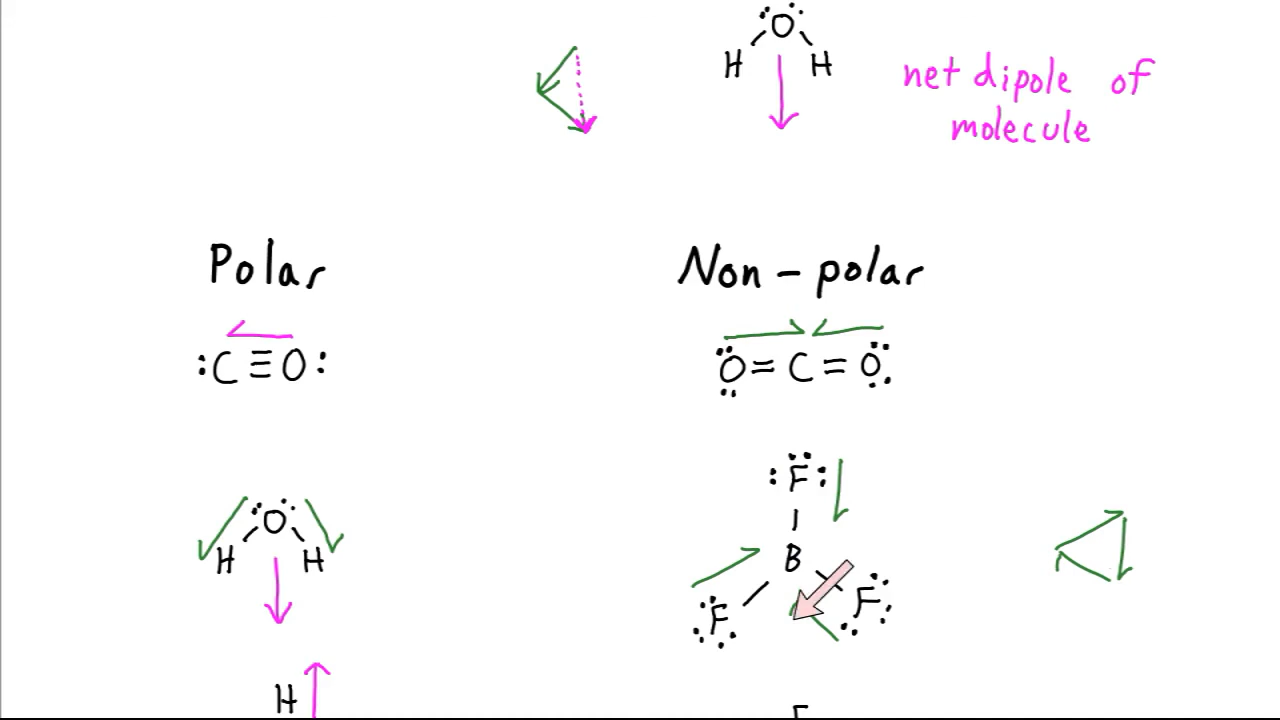 :Ö
H H
net dipole of
molecule
Polar
Non-polar
:C≡O:
O=C=O
:F:
O
H H
B
F F
H